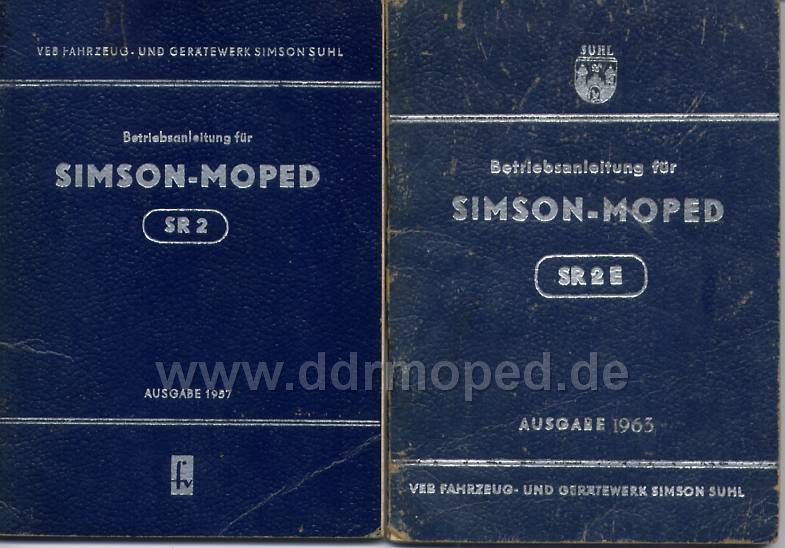 VEB FAHRZEUG- UND GERÄTEWERK SIMSON SUHL
Betriebsanleitung für
SIMSON-MOPED
SR 2
AUSGABE 1957
fv
SUHL
Betriebsanleitung für
SIMSON-MOPED
SR 2 E
AUSGABE 1963
VEB FAHRZEUG- UND GERÄTEWERK SIMSON SUHL
www.ddrmoped.de